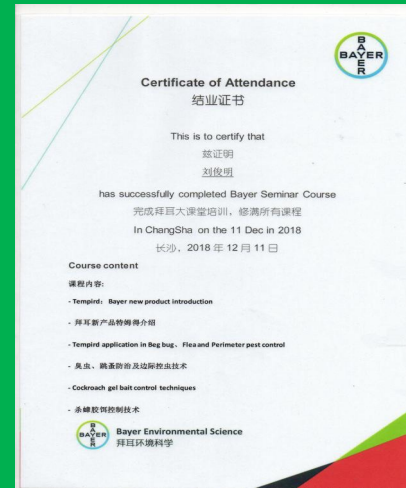 BAYER
BAYER
Certificate of Attendance
结业证书
This is to certify that
兹证明
刘俊明
has successfully completed Bayer Seminar Course
完成拜耳大课堂培训，修满所有课程
In ChangSha on the 11 Dec in 2018
长沙，2018 年 12 月 11 日
Course content
课程内容:
- Tempird： Bayer new product introduction
- 拜耳新产品特姆得介绍
- Tempird application in Beg bug、Flea and Perimeter pest control
- 臭虫、跳蚤防治及边际控虫技术
- Cockroach gel bait control techniques
- 杀蟑胶饵控制技术
BAYER
BAYER
Bayer Environmental Science
拜耳环境科学